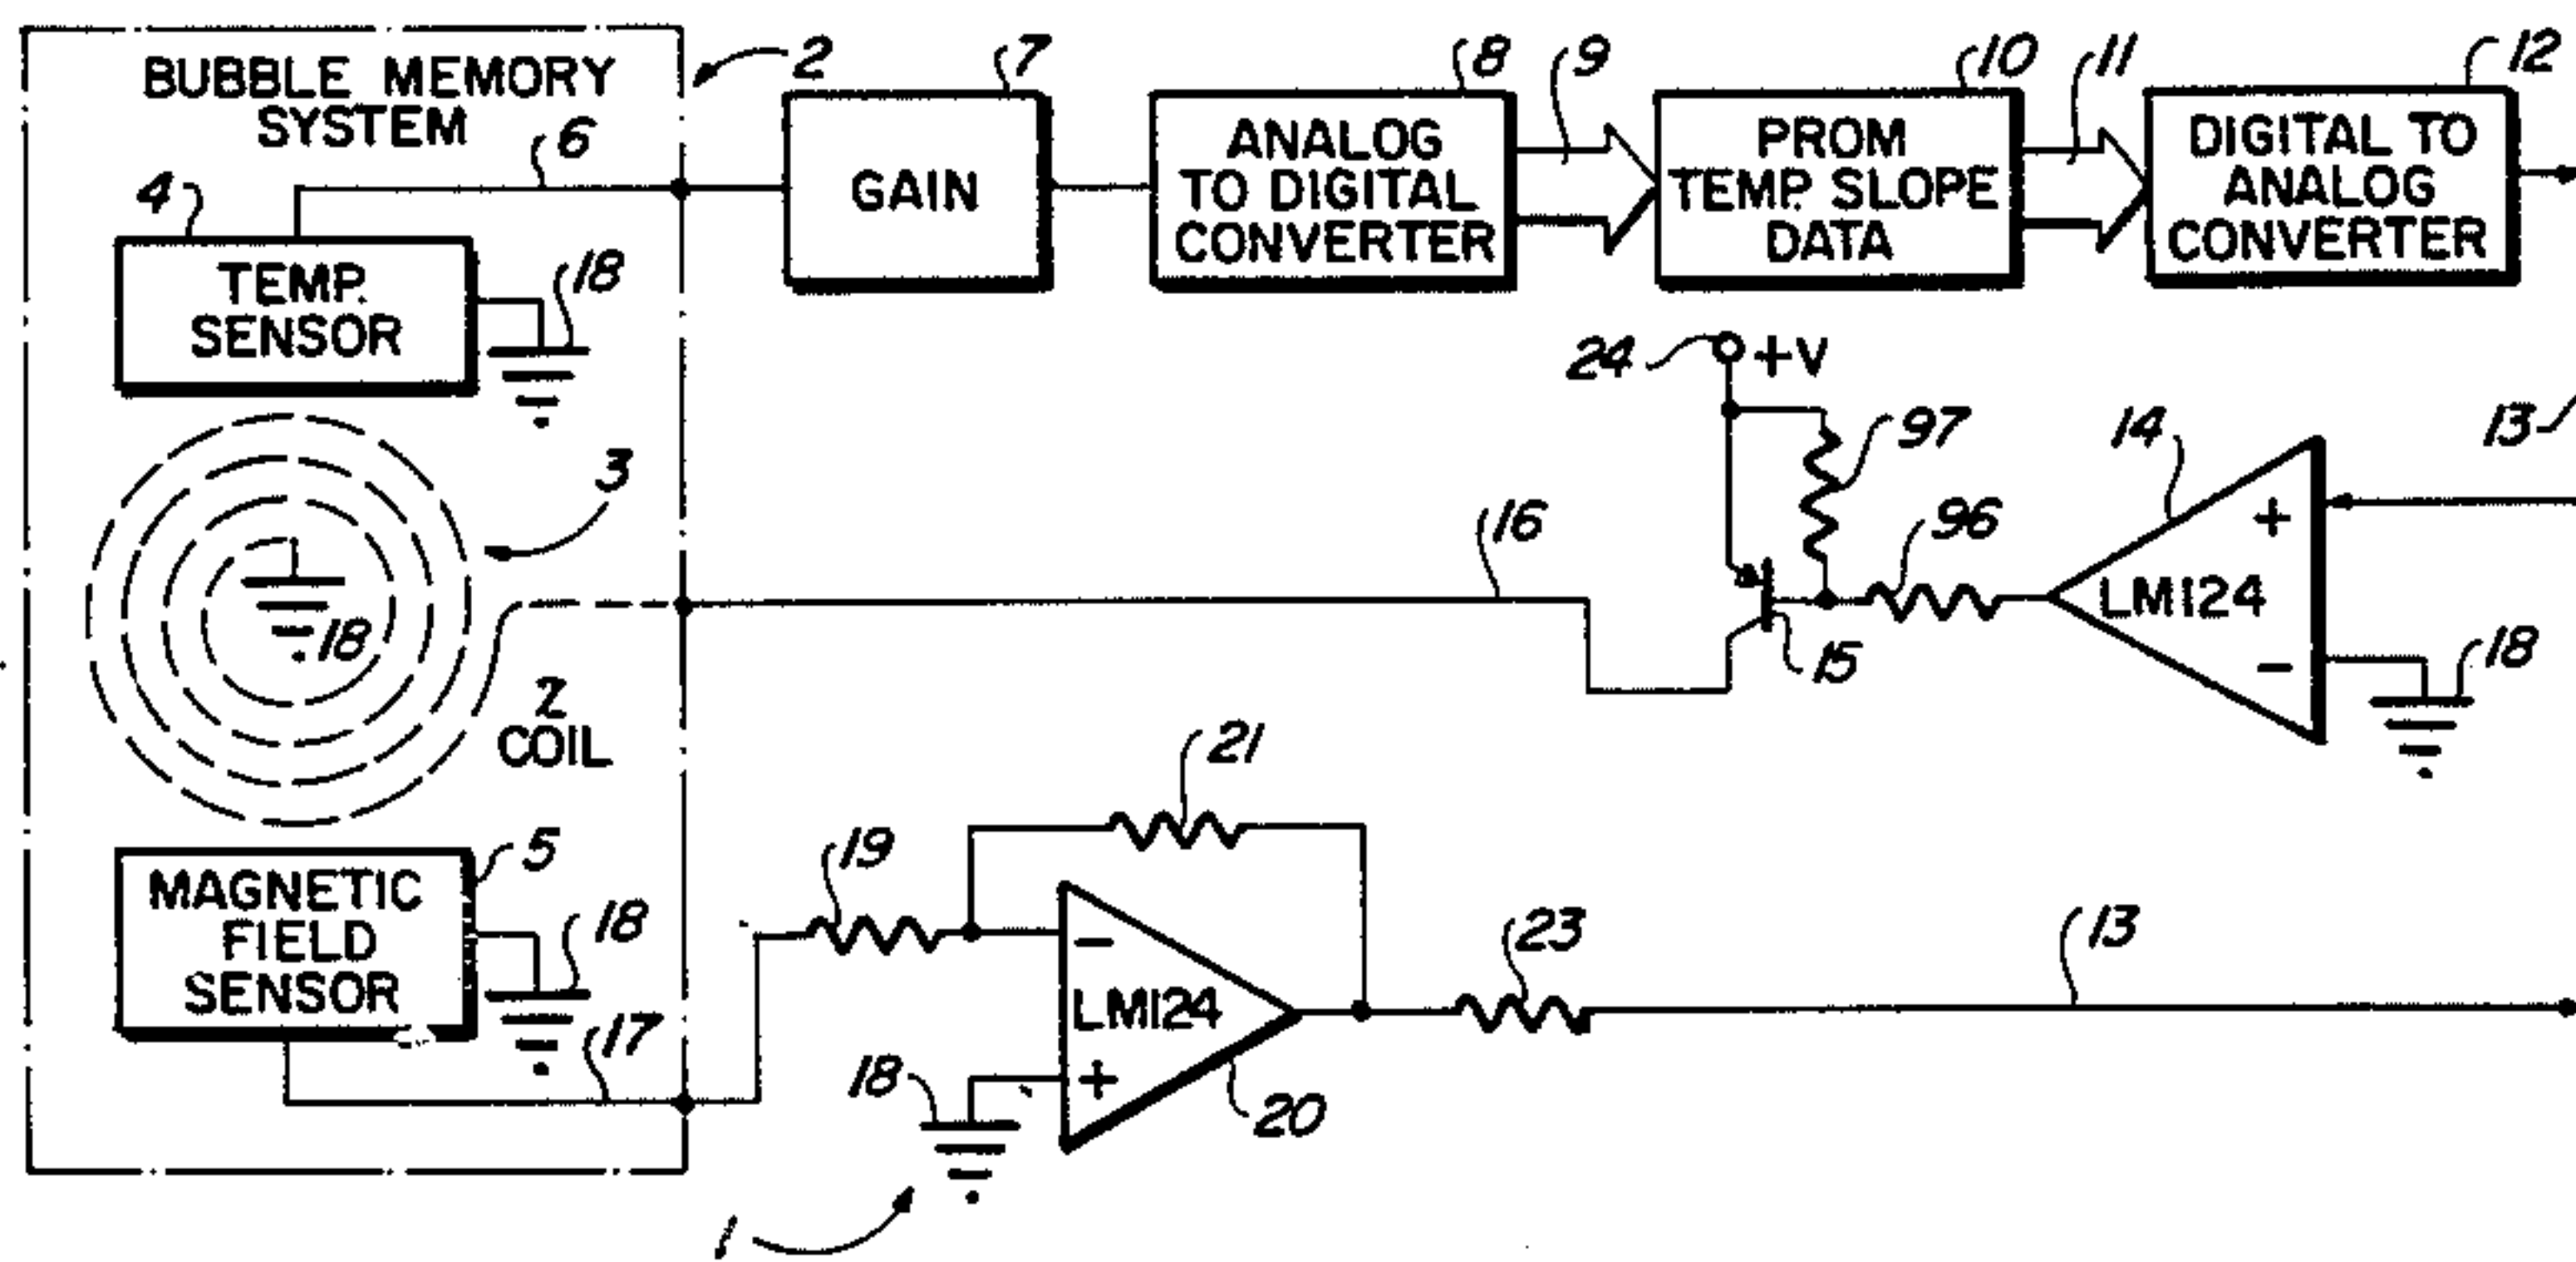 BUBBLE MEMORY
SYSTEM
2
7
8
9
10
11
12
6
4
GAIN
ANALOG
TO DIGITAL
CONVERTER
PROM
TEMP. SLOPE
DATA
DIGITAL TO
ANALOG
CONVERTER
TEMP.
SENSOR
18
24
+V
97
14
13
3
16
96
+
LM124
-
18
15
18
Z
COIL
21
19
5
MAGNETIC
FIELD
SENSOR
18
-
LM124
+
23
13
17
18
20
1